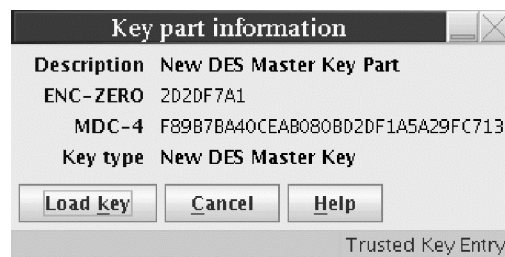 Key part information
Description New DES Master Key Part
ENC-ZERO 2D2DF7A1
MDC-4 F89B7BA40CEAB080BD2DF1A5A29FC713
Key type New DES Master Key
Load key Cancel Help
Trusted Key Entry